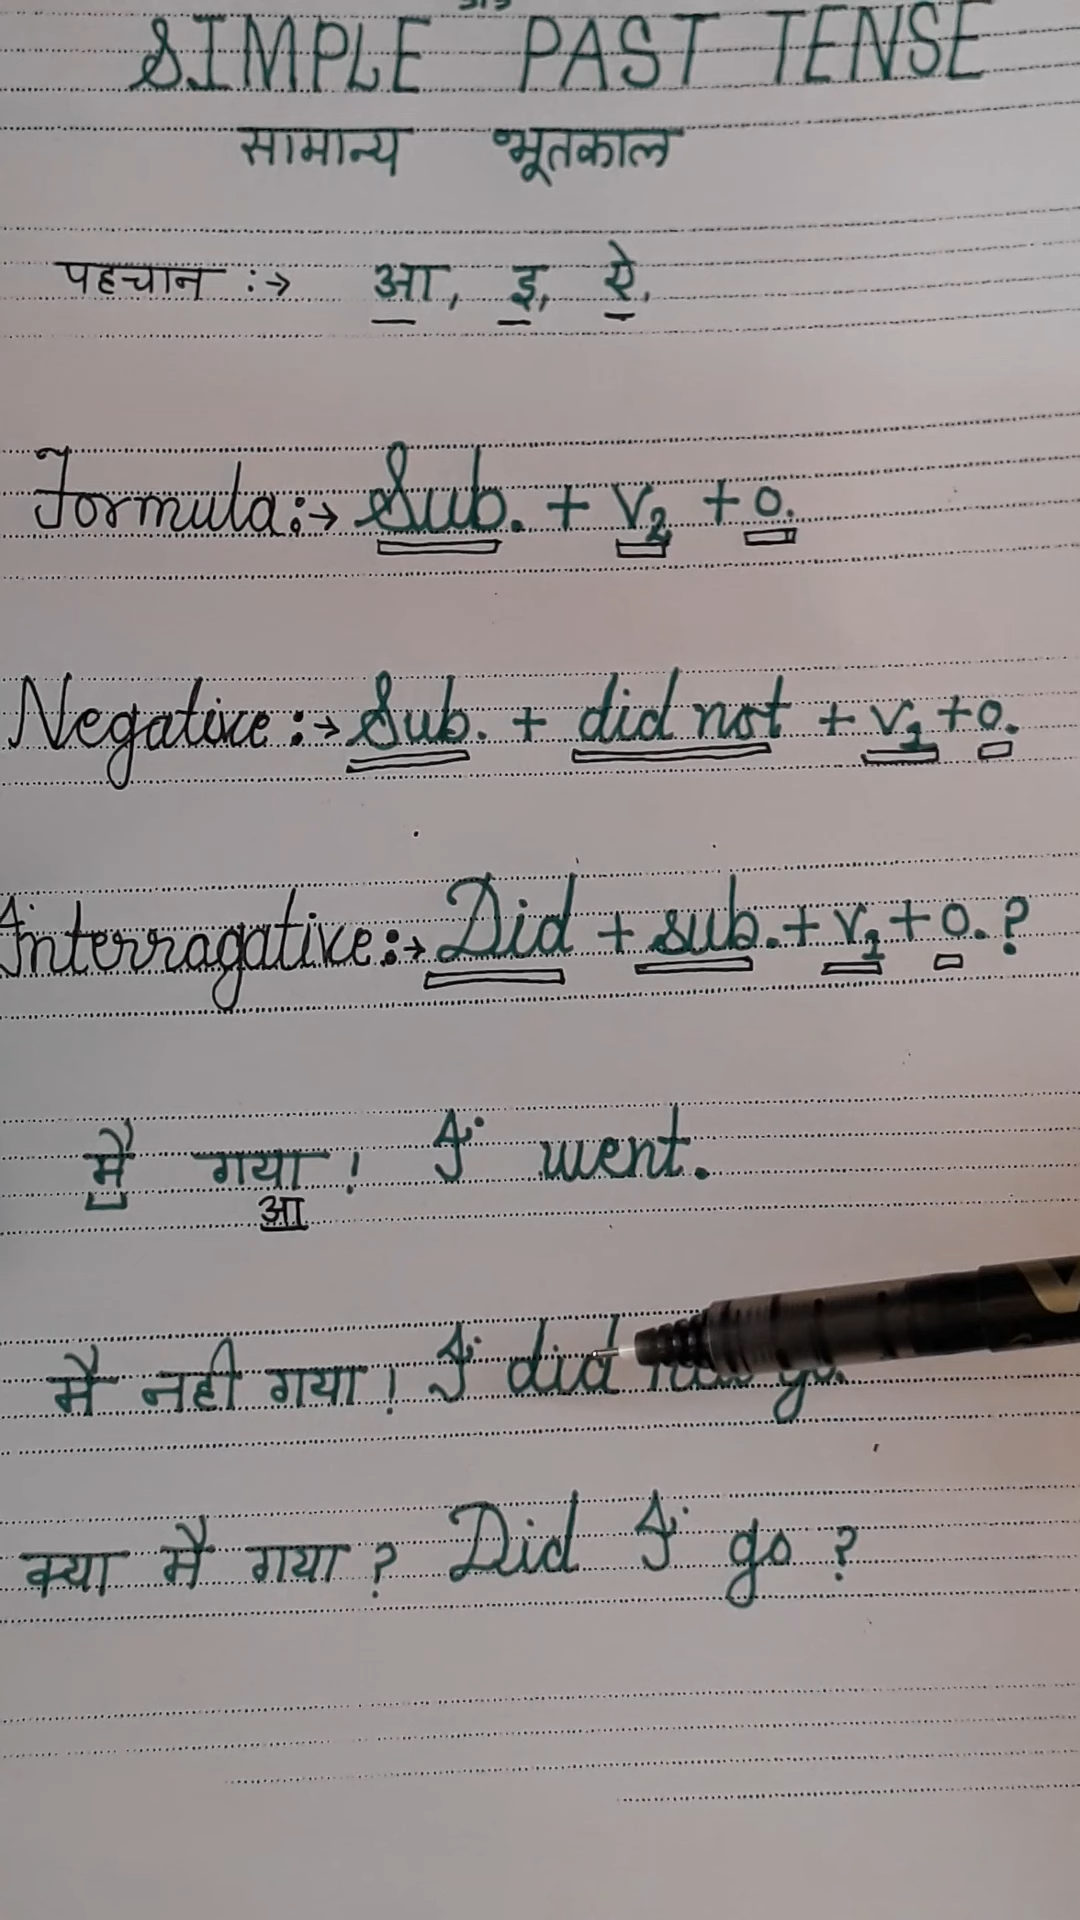 SIMPLE PAST TENSE
सामान्य भूतकाल
पहचान :→ आ, इ, ऐ.
Formula:→ Sub. + V2 + O.
Negative:→ Sub. + did not + V1 + O.
Interragative:→ Did + sub. + V1 + O.?
मै गया । I went.
आ
मै नही गया । I did go.
क्या मै गया ? Did I go ?